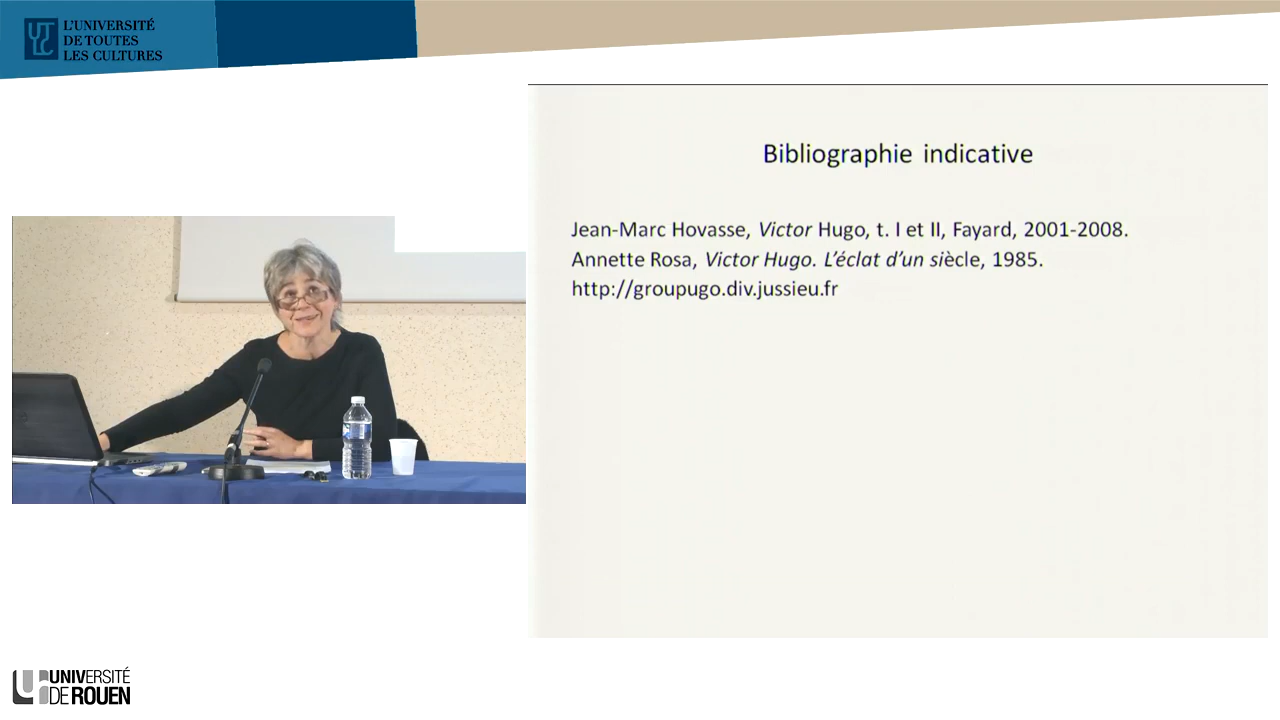 L'UNIVERSITÉ
DE TOUTES
LES CULTURES
Bibliographie indicative
Jean-Marc Hovasse, Victor Hugo, t. I et II, Fayard, 2001-2008.
Annette Rosa, Victor Hugo. L'éclat d'un siècle, 1985.
http://groupugo.div.jussieu.fr
UNIVERSITÉ
DE ROUEN